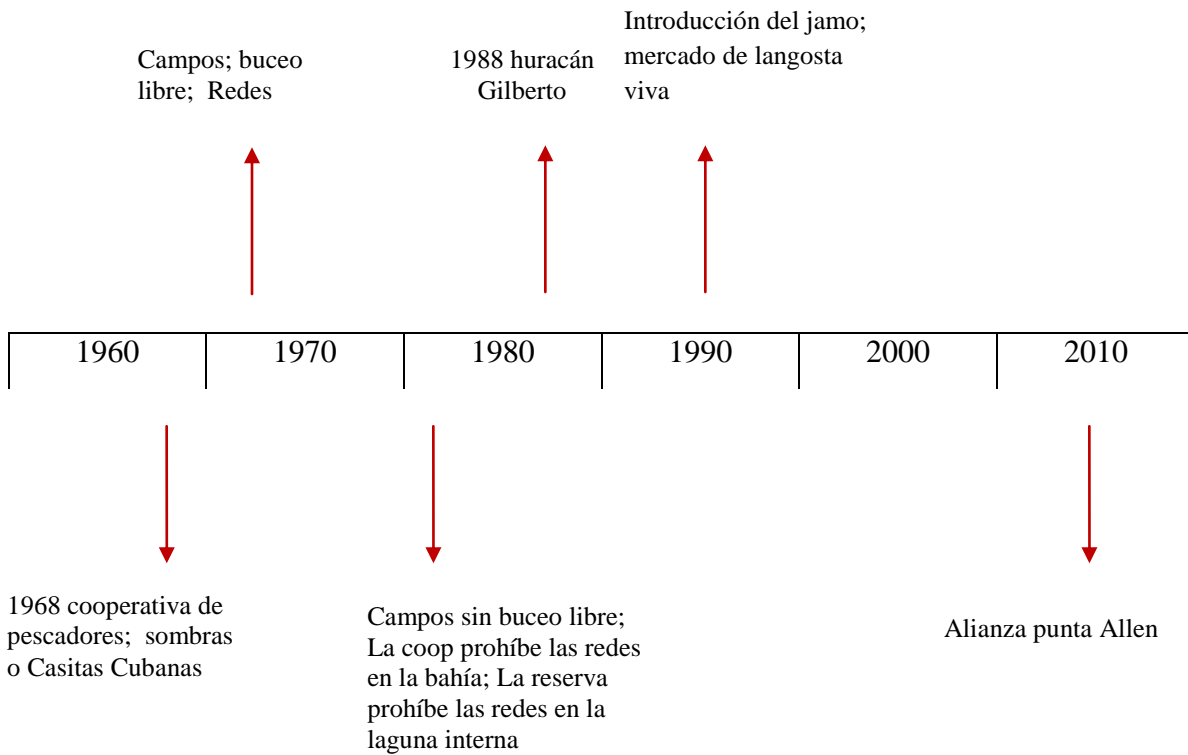 Campos; buceo
libre; Redes
1988 huracán
Gilberto
Introducción del jamo;
mercado de langosta
viva
1960
1970
1980
1990
2000
2010
1968 cooperativa de
pescadores; sombras
o Casitas Cubanas
Campos sin buceo libre;
La coop prohíbe las redes
en la bahía; La reserva
prohíbe las redes en la
laguna interna
Alianza punta Allen